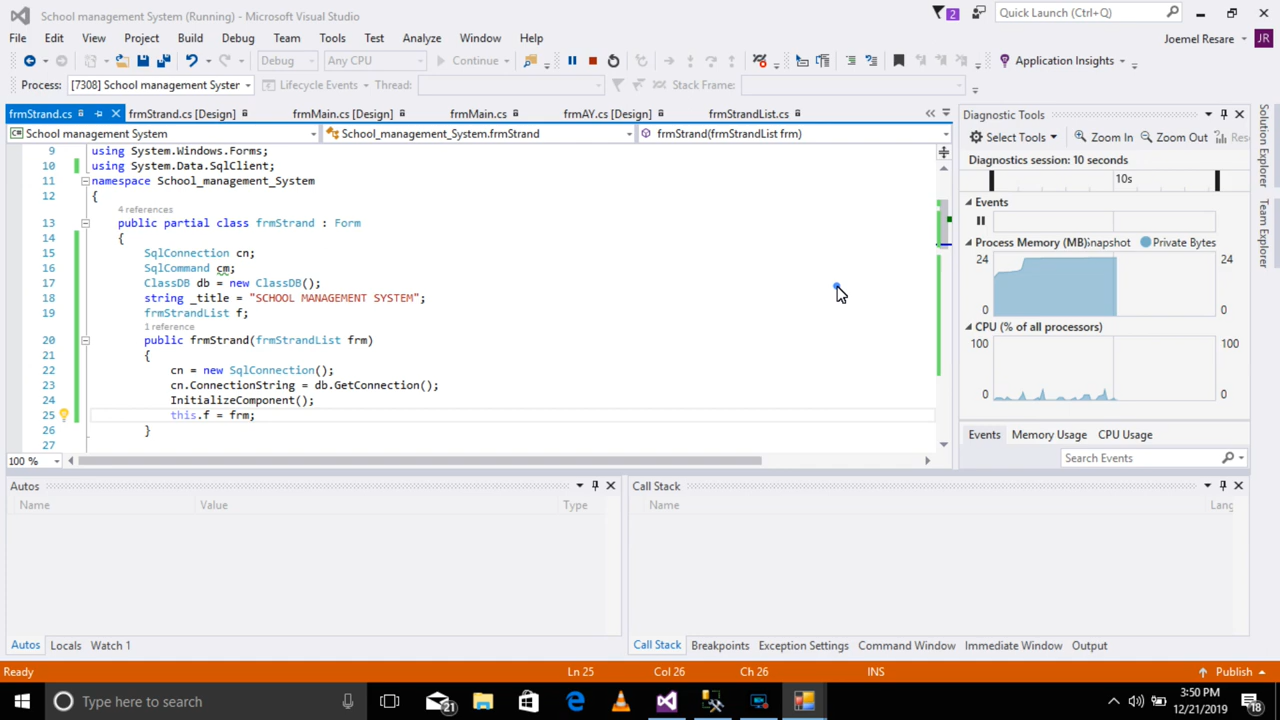 School management System (Running) - Microsoft Visual Studio
2
Quick Launch (Ctrl+Q)
File Edit View Project Build Debug Team Tools Test Analyze Window Help
Joemel Resare JR
Debug Any CPU Continue Application Insights
Process: [7308] School management Syster Lifecycle Events Thread: Stack Frame:
frmStrand.cs frmStrand.cs [Design] frmMain.cs [Design] frmMain.cs frmAY.cs [Design] frmStrandList.cs
School management System School_management_System.frmStrand frmStrand(frmStrandList frm)
9 using System.Windows.Forms;
10 using System.Data.SqlClient;
11 namespace School_management_System
12 {
4 references
13 public partial class frmStrand : Form
14 {
15 SqlConnection cn;
16 SqlCommand cm;
17 ClassDB db = new ClassDB();
18 string _title = "SCHOOL MANAGEMENT SYSTEM";
19 frmStrandList f;
1 reference
20 public frmStrand(frmStrandList frm)
21 {
22 cn = new SqlConnection();
23 cn.ConnectionString = db.GetConnection();
24 InitializeComponent();
25 this.f = frm;
26 }
27
100 %
Diagnostic Tools
Select Tools Zoom In Zoom Out Res
Diagnostics session: 10 seconds
10s
Events
Process Memory (MB) Snapshot Private Bytes
24 24
0 0
CPU (% of all processors)
100 100
0 0
Events Memory Usage CPU Usage
Search Events
Solution Explorer
Team Explorer
Autos
Name Value Type
Call Stack
Name Lang
Autos Locals Watch 1
Call Stack Breakpoints Exception Settings Command Window Immediate Window Output
Ready Ln 25 Col 26 Ch 26 INS Publish
Type here to search
21
3:50 PM
12/21/2019
18